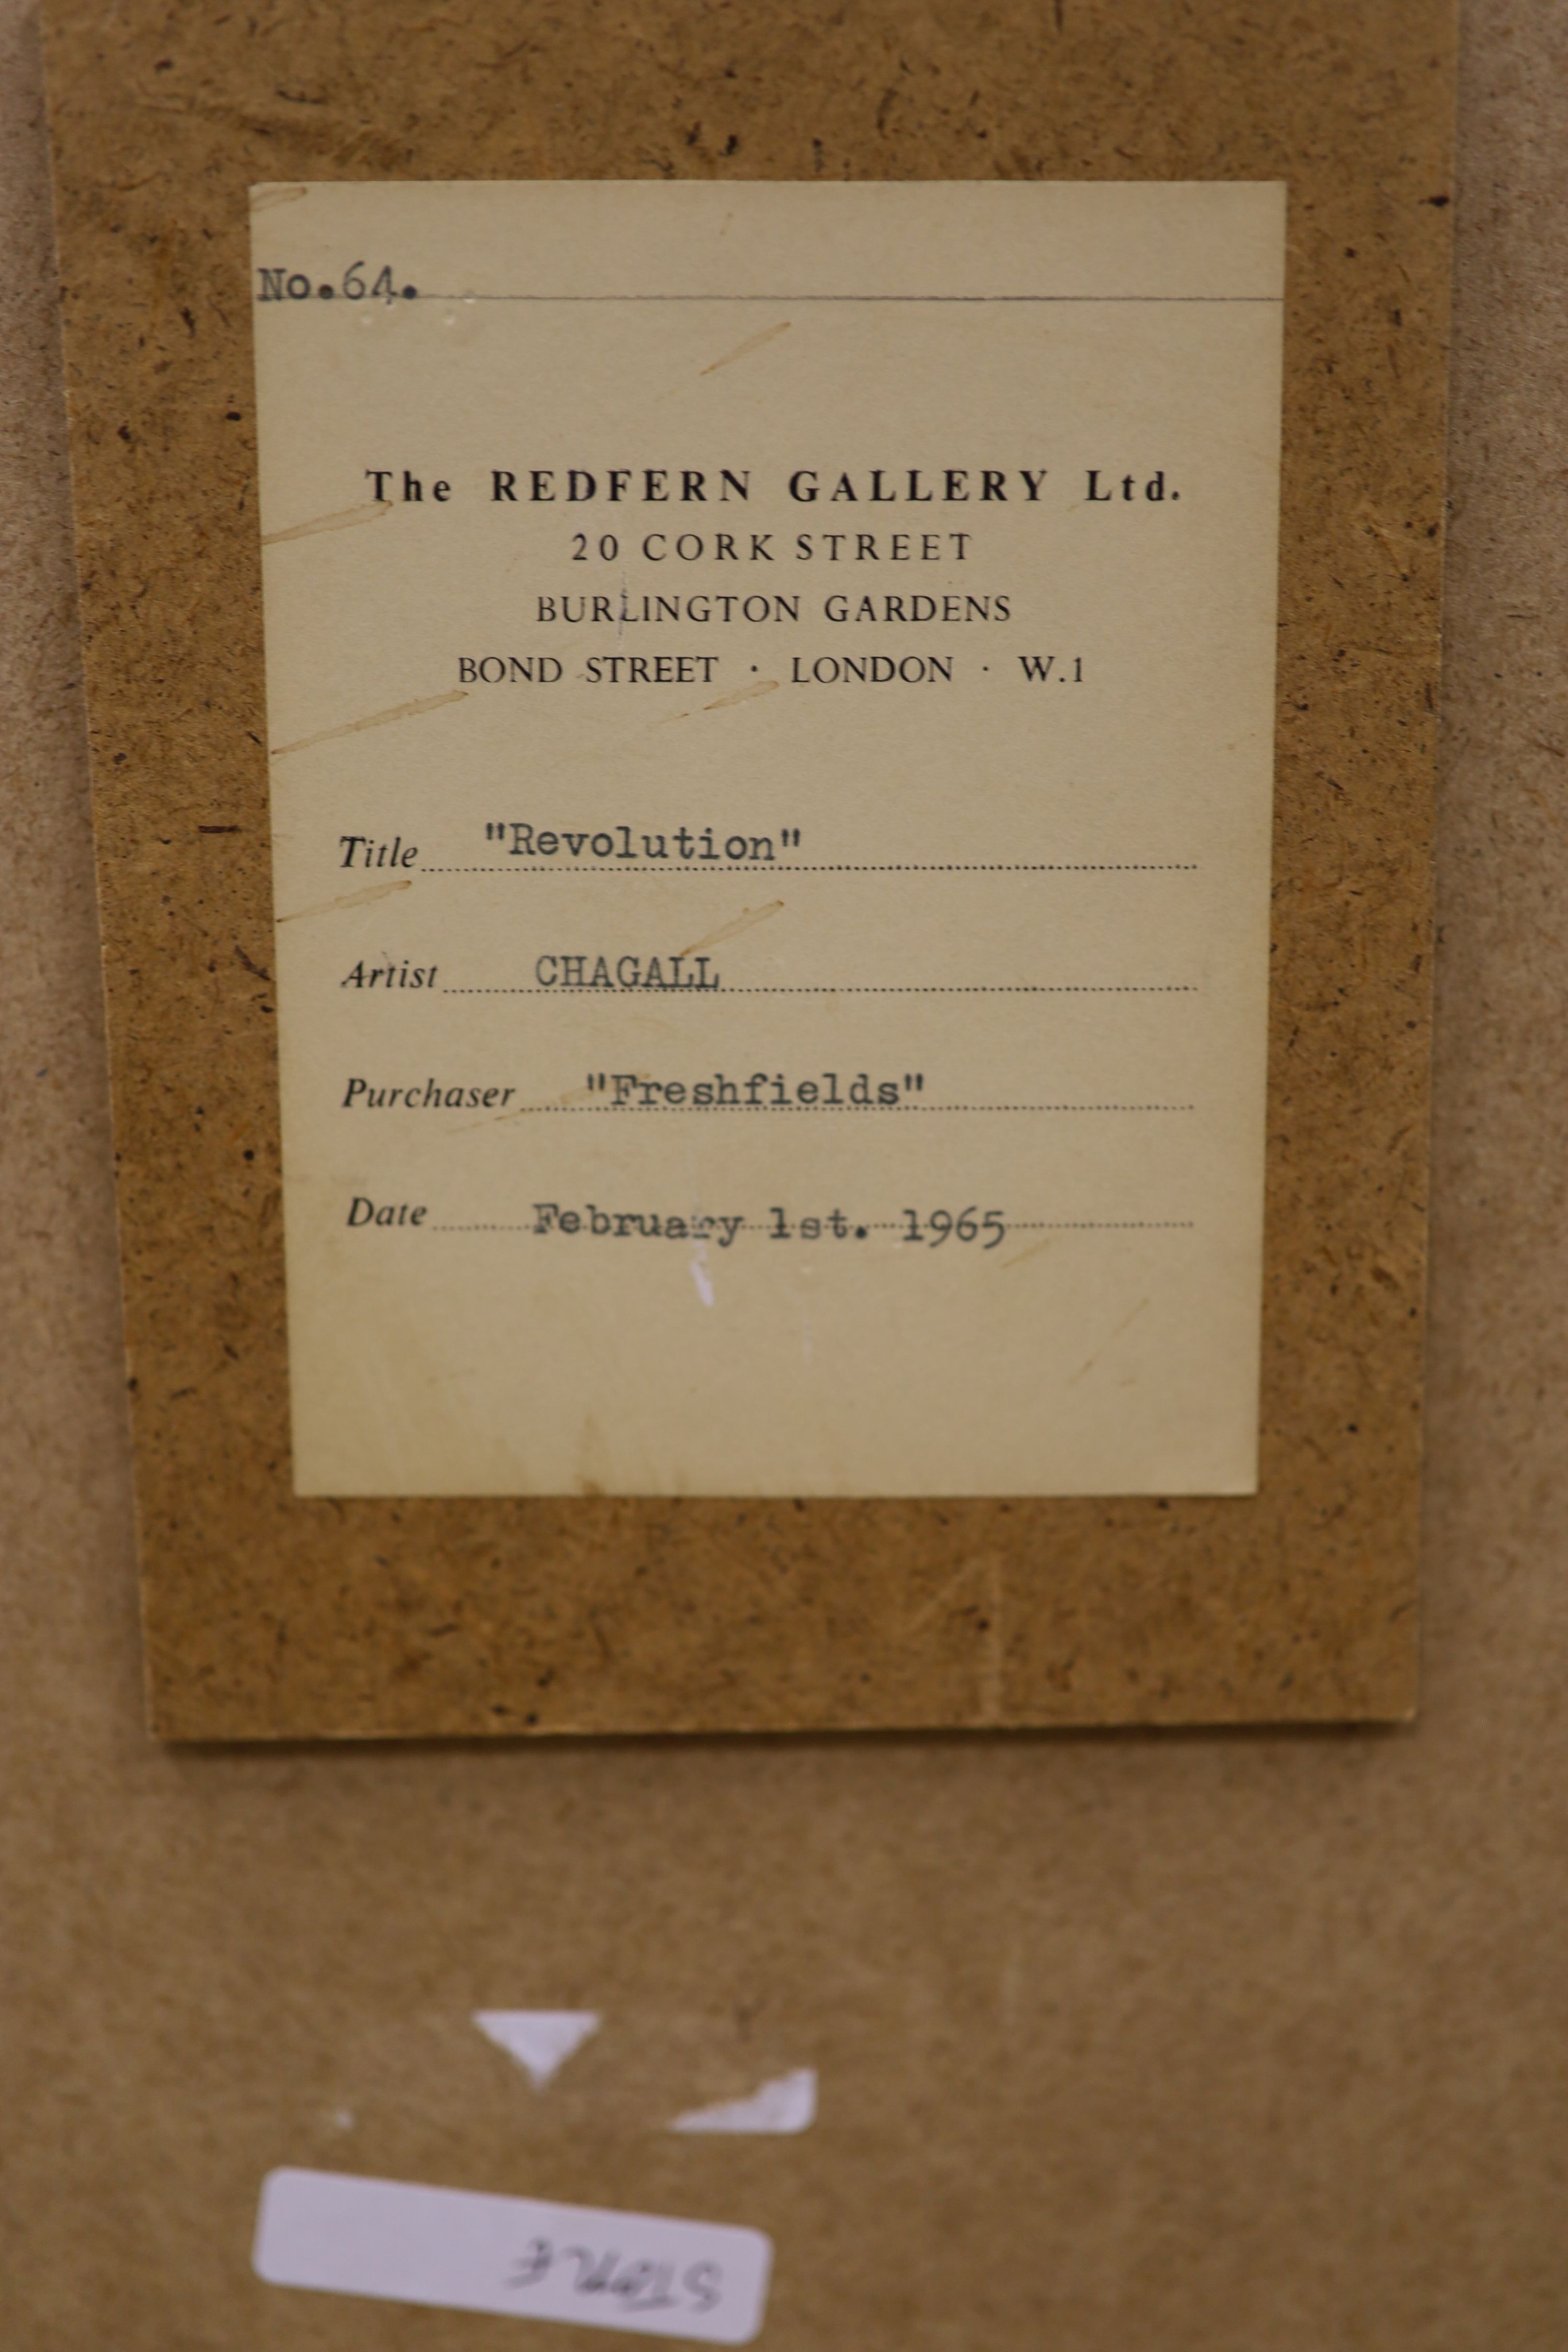 No.64.
The REDFERN GALLERY Ltd.
20 CORK STREET
BURLINGTON GARDENS
BOND STREET · LONDON · W.1
Title "Revolution"
Artist CHAGALL
Purchaser "Freshfields"
Date February 1st. 1965